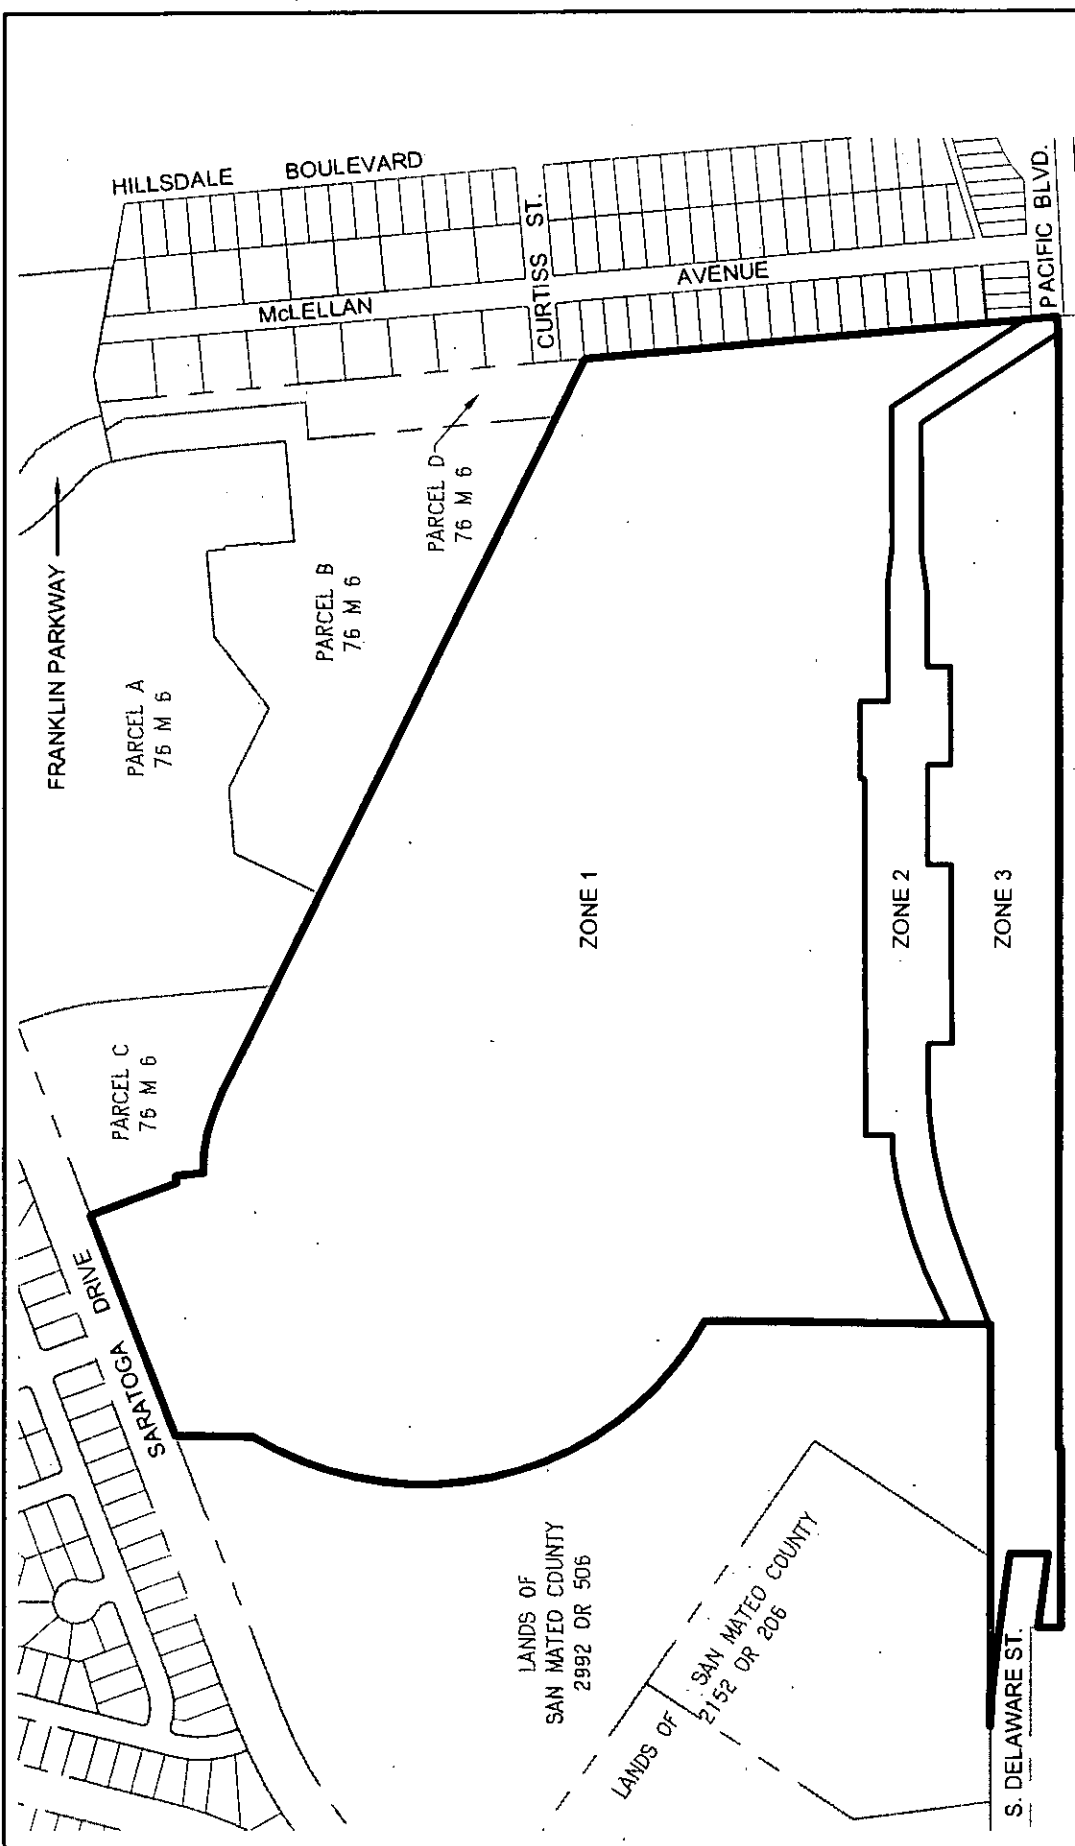 HILLSDALE BOULEVARD
CURTISS ST.
McLELLAN AVENUE
PACIFIC BLVD.
FRANKLIN PARKWAY
PARCEL A
76 M 6
PARCEL B
76 M 6
PARCEL D
76 M 6
PARCEL C
76 M 6
SARATOGA DRIVE
ZONE 1
ZONE 2
ZONE 3
LANDS OF
SAN MATEO COUNTY
2992 OR 506
LANDS OF SAN MATEO COUNTY
2152 OR 206
S. DELAWARE ST.